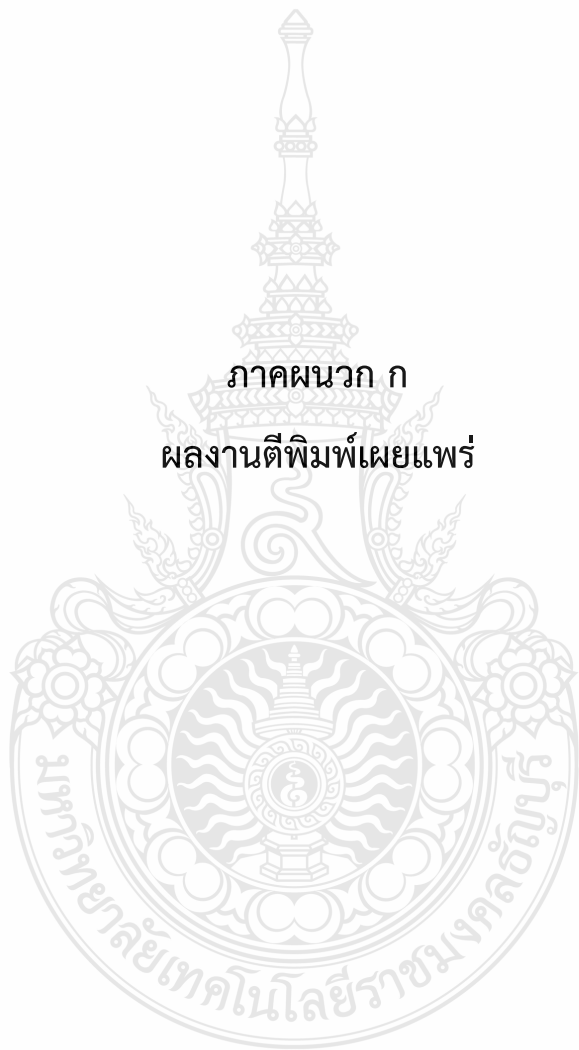 ภาคผนวก ก
ผลงานตีพิมพ์เผยแพร่
มหาวิทยาลัยเทคโนโลยีราชมงคลธัญบุรี